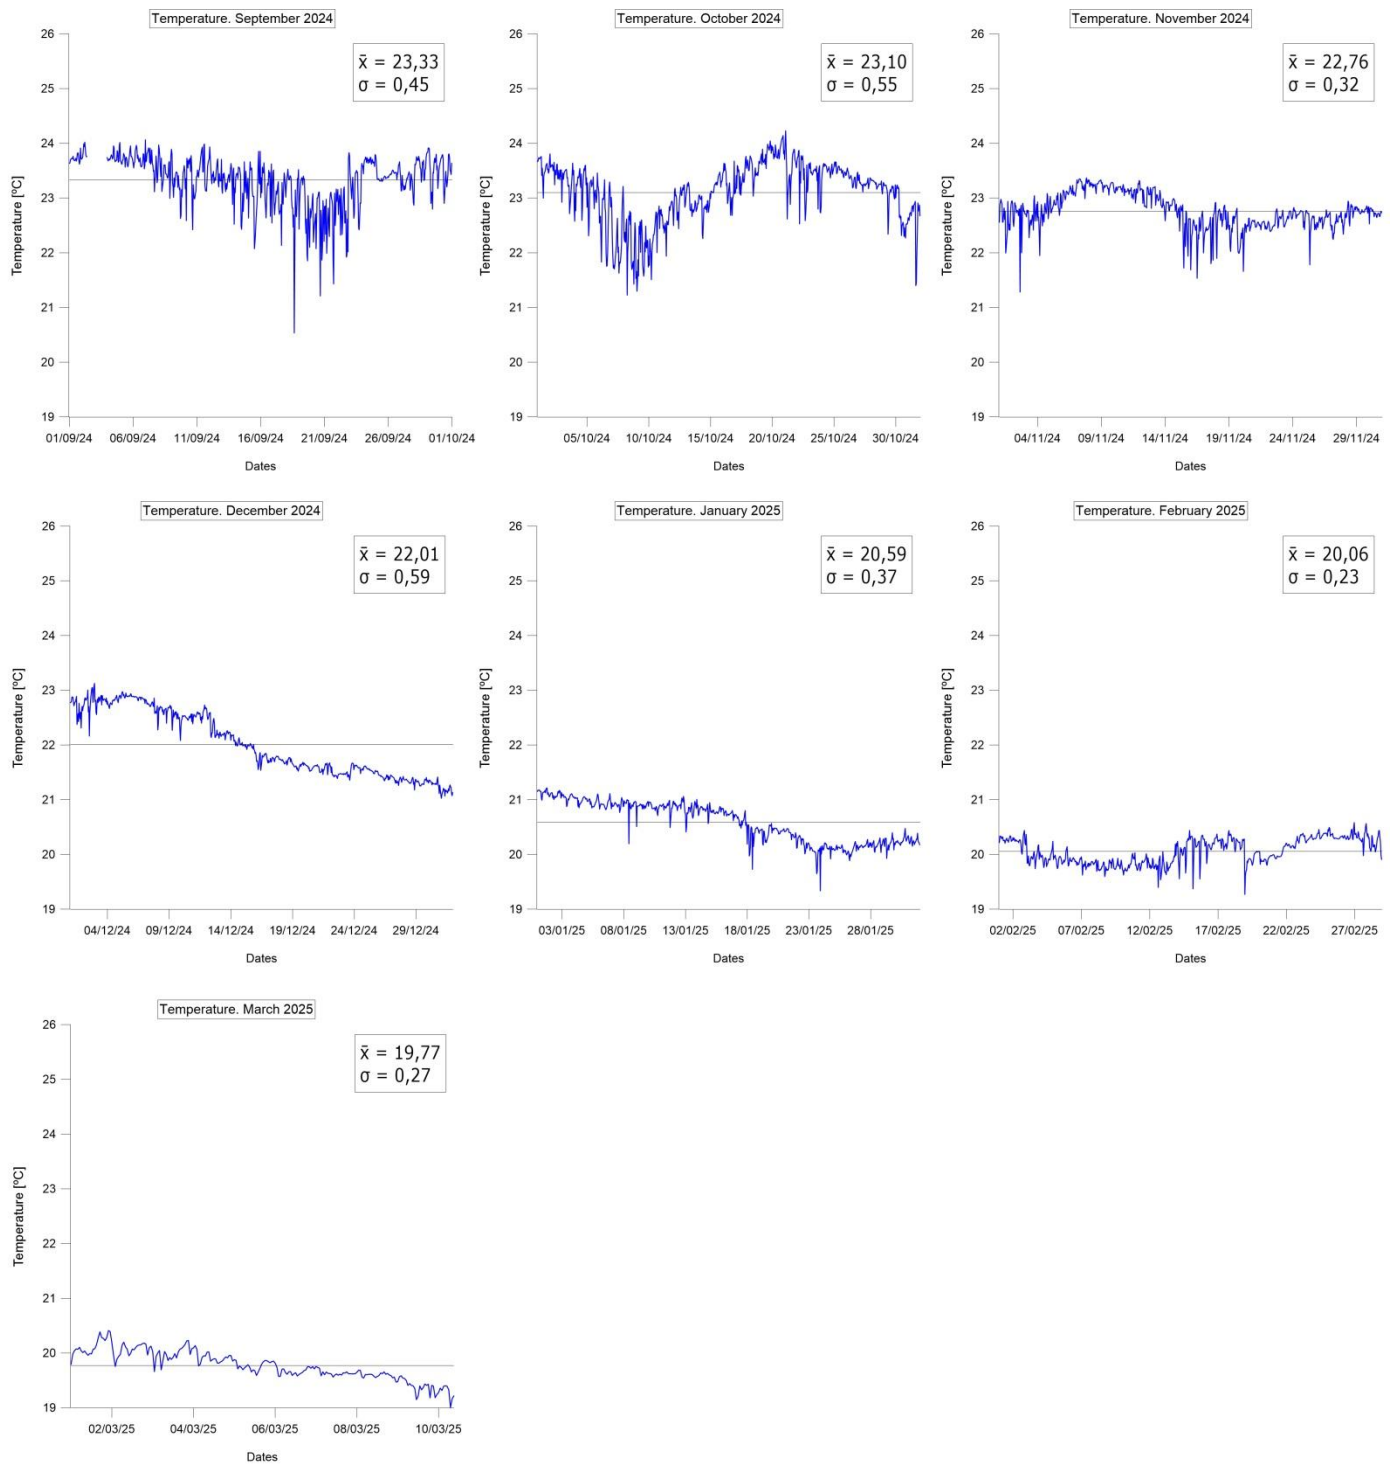 Temperature. September 2024
x̄ = 23,33
σ = 0,45
Temperature [ºC]
26
25
24
23
22
21
20
19
01/09/24 06/09/24 11/09/24 16/09/24 21/09/24 26/09/24 01/10/24
Dates
Temperature. October 2024
x̄ = 23,10
σ = 0,55
Temperature [ºC]
26
25
24
23
22
21
20
19
05/10/24 10/10/24 15/10/24 20/10/24 25/10/24 30/10/24
Dates
Temperature. November 2024
x̄ = 22,76
σ = 0,32
Temperature [ºC]
26
25
24
23
22
21
20
19
04/11/24 09/11/24 14/11/24 19/11/24 24/11/24 29/11/24
Dates
Temperature. December 2024
x̄ = 22,01
σ = 0,59
Temperature [ºC]
26
25
24
23
22
21
20
19
04/12/24 09/12/24 14/12/24 19/12/24 24/12/24 29/12/24
Dates
Temperature. January 2025
x̄ = 20,59
σ = 0,37
Temperature [ºC]
26
25
24
23
22
21
20
19
03/01/25 08/01/25 13/01/25 18/01/25 23/01/25 28/01/25
Dates
Temperature. February 2025
x̄ = 20,06
σ = 0,23
Temperature [ºC]
26
25
24
23
22
21
20
19
02/02/25 07/02/25 12/02/25 17/02/25 22/02/25 27/02/25
Dates
Temperature. March 2025
x̄ = 19,77
σ = 0,27
Temperature [ºC]
26
25
24
23
22
21
20
19
02/03/25 04/03/25 06/03/25 08/03/25 10/03/25
Dates